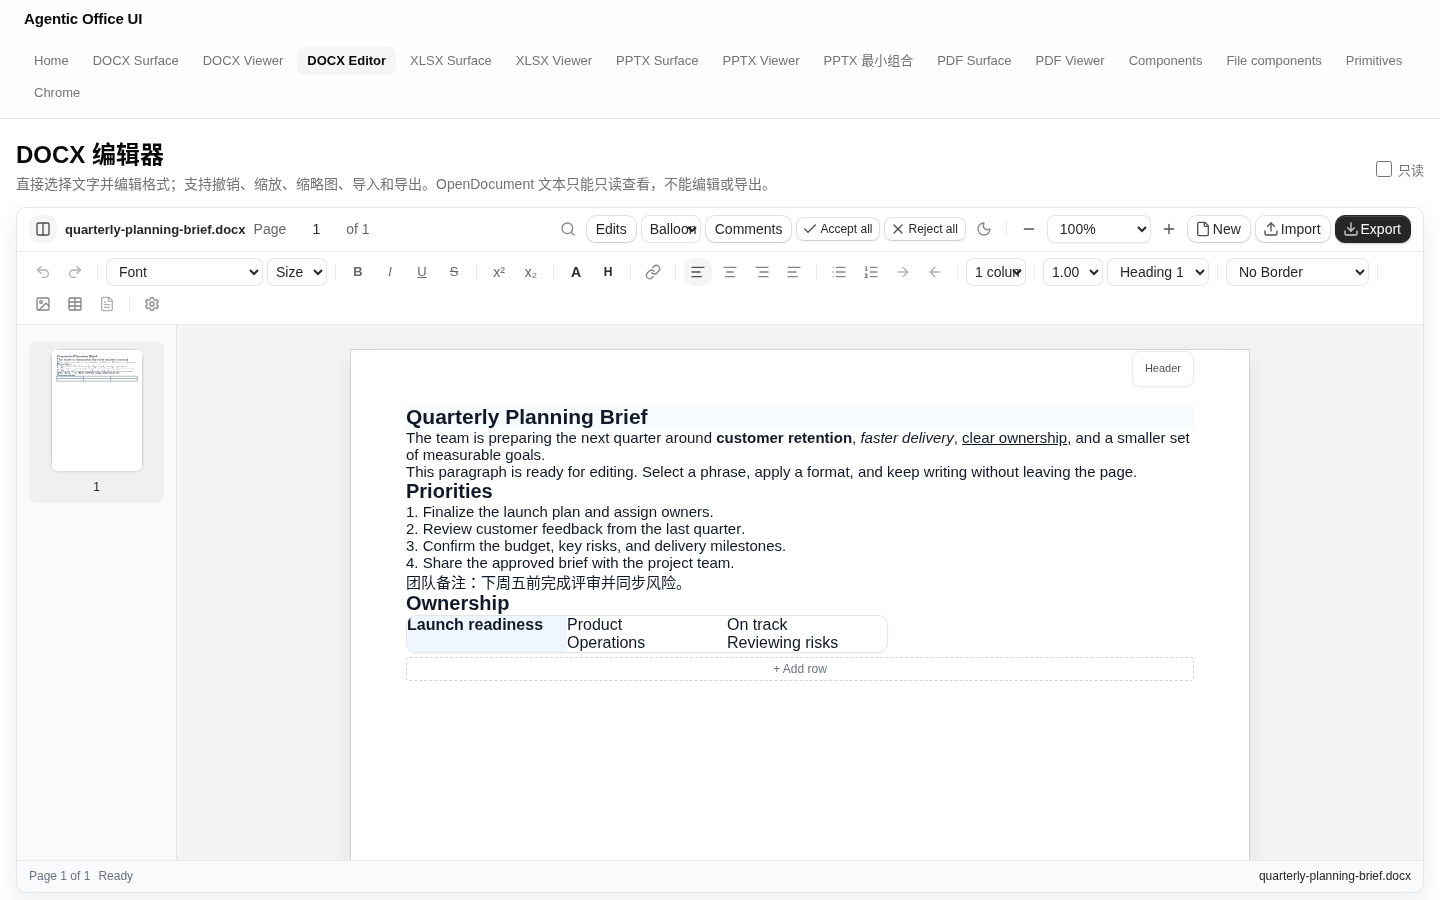 Agentic Office UI
Home DOCX Surface DOCX Viewer DOCX Editor XLSX Surface XLSX Viewer PPTX Surface PPTX Viewer PPTX 最小组合 PDF Surface PDF Viewer Components File components Primitives
Chrome
DOCX 编辑器
直接选择文字并编辑格式；支持撤销、缩放、缩略图、导入和导出。OpenDocument 文本只能只读查看，不能编辑或导出。
只读
quarterly-planning-brief.docx Page 1 of 1 Edits Balloon Comments Accept all Reject all 100% New Import Export
Font Size B I U S x² x₂ A H 1 colum 1.00 Heading 1 No Border
Header
1
Quarterly Planning Brief
The team is preparing the next quarter around customer retention, faster delivery, clear ownership, and a smaller set
of measurable goals.
This paragraph is ready for editing. Select a phrase, apply a format, and keep writing without leaving the page.
Priorities
1. Finalize the launch plan and assign owners.
2. Review customer feedback from the last quarter.
3. Confirm the budget, key risks, and delivery milestones.
4. Share the approved brief with the project team.
团队备注：下周五前完成评审并同步风险。
Ownership
Launch readiness Product On track
Operations Reviewing risks
+ Add row
Page 1 of 1 Ready quarterly-planning-brief.docx